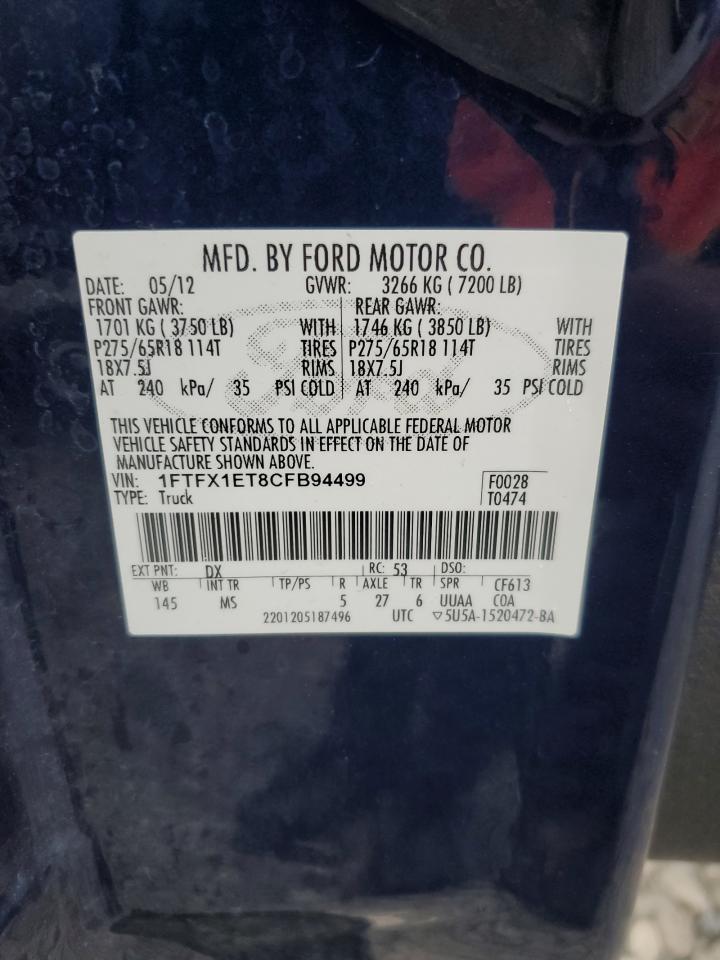 MFD. BY FORD MOTOR CO.
DATE: 05/12 GVWR: 3266 KG ( 7200 LB)
FRONT GAWR: REAR GAWR:
1701 KG ( 3750 LB) WITH 1746 KG ( 3850 LB) WITH
P275/65R18 114T TIRES P275/65R18 114T TIRES
18X7.5J RIMS 18X7.5J RIMS
AT 240 kPa/ 35 PSI COLD AT 240 kPa/ 35 PSI COLD
THIS VEHICLE CONFORMS TO ALL APPLICABLE FEDERAL MOTOR
VEHICLE SAFETY STANDARDS IN EFFECT ON THE DATE OF
MANUFACTURE SHOWN ABOVE.
VIN: 1FTFX1ET8CFB94499 F0028
TYPE: Truck T0474
EXT PNT: DX RC: 53 DSO:
WB INT TR TP/PS R AXLE TR SPR CF613
145 MS 5 27 6 UUAA COA
2201205187496 UTC ▽5U5A-1520472-BA